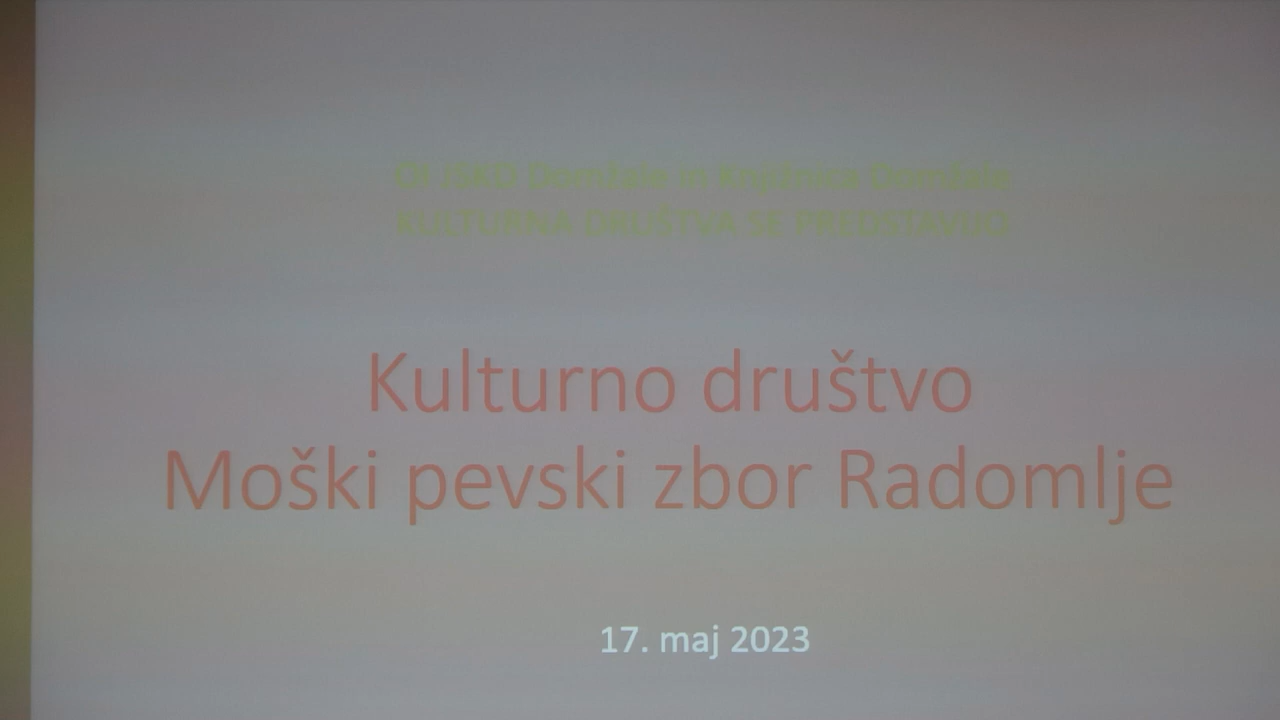 OI JSKD Domžale in Knjižnica Domžale
KULTURNA DRUŠTVA SE PREDSTAVIJO
Kulturno društvo
Moški pevski zbor Radomlje
17. maj 2023